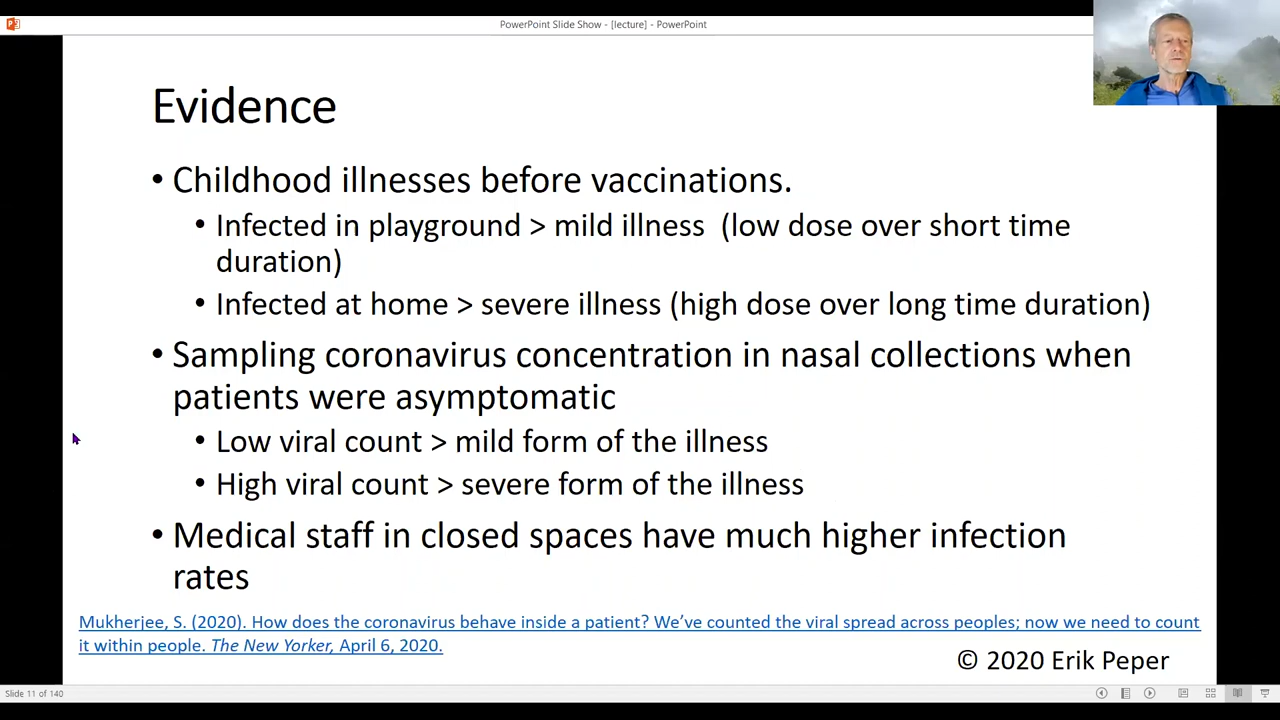 PowerPoint Slide Show - [lecture] - PowerPoint
Evidence
• Childhood illnesses before vaccinations.
• Infected in playground > mild illness (low dose over short time
duration)
• Infected at home > severe illness (high dose over long time duration)
• Sampling coronavirus concentration in nasal collections when
patients were asymptomatic
• Low viral count > mild form of the illness
• High viral count > severe form of the illness
• Medical staff in closed spaces have much higher infection
rates
Mukherjee, S. (2020). How does the coronavirus behave inside a patient? We’ve counted the viral spread across peoples; now we need to count
it within people. The New Yorker, April 6, 2020.
© 2020 Erik Peper
Slide 11 of 140